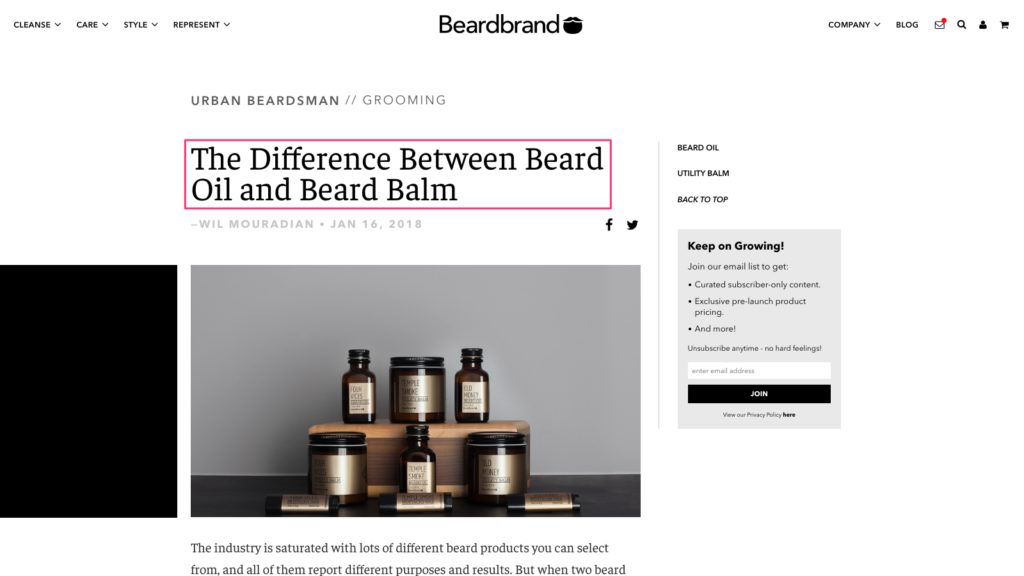 CLEANSE CARE STYLE REPRESENT
Beardbrand
COMPANY BLOG
URBAN BEARDSMAN // GROOMING
The Difference Between Beard
Oil and Beard Balm
—WIL MOURADIAN • JAN 16, 2018
BEARD OIL
UTILITY BALM
BACK TO TOP
Keep on Growing!
Join our email list to get:
• Curated subscriber-only content.
• Exclusive pre-launch product
pricing.
• And more!
Unsubscribe anytime - no hard feelings!
enter email address
JOIN
View our Privacy Policy here
FOUR
VICES
TEMPLE
SMOKE
UTILITY BALM
OLD
MONEY
TEMPLE
SMOKE
OLD
MONEY
The industry is saturated with lots of different beard products you can select
from, and all of them report different purposes and results. But when two beard